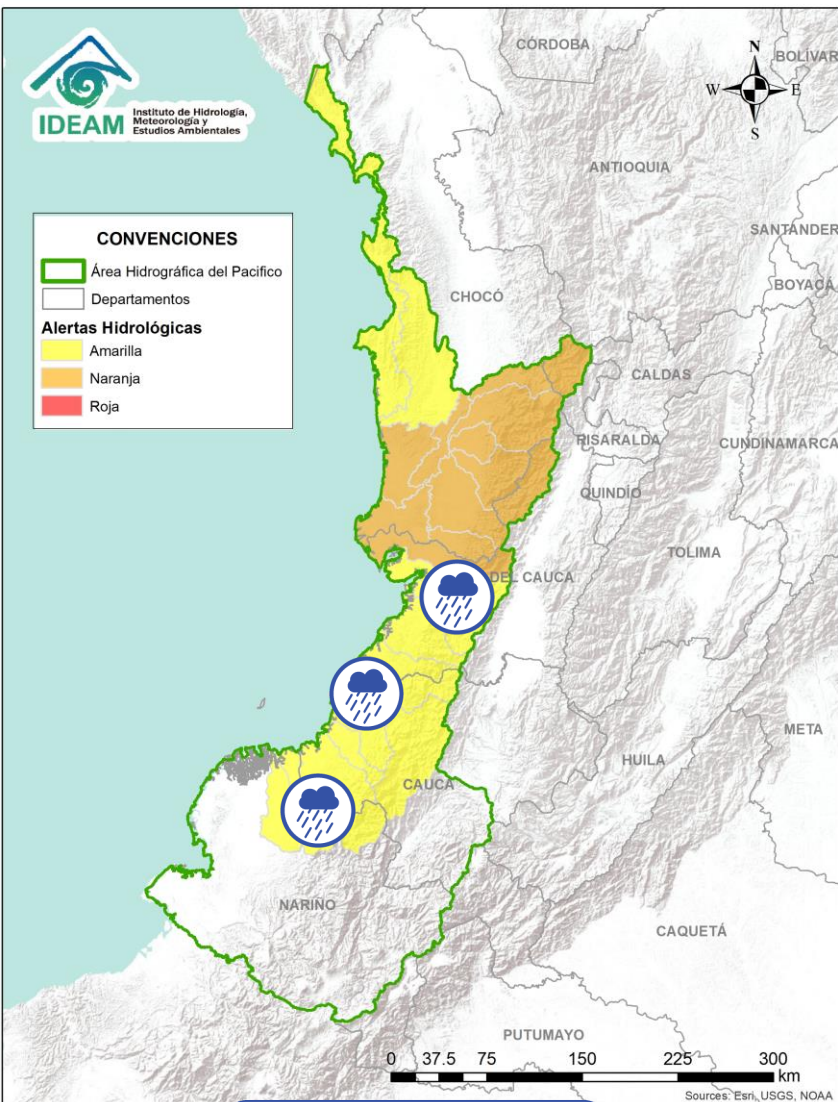 IDEAM
Instituto de Hidrología,
Meteorología y
Estudios Ambientales
CÓRDOBA
BOLÍVAR
N
W E
S
ANTIOQUIA
SANTANDER
BOYACÁ
CONVENCIONES
Área Hidrográfica del Pacifico
Departamentos
Alertas Hidrológicas
Amarilla
Naranja
Roja
CHOCÓ
CALDAS
RISARALDA
CUNDINAMARCA
QUINDÍO
TOLIMA
DEL CAUCA
META
HUILA
CAUCA
NARIÑO
CAQUETÁ
PUTUMAYO
0 37.5 75 150 225 300
km
Sources: Esri, USGS, NOAA